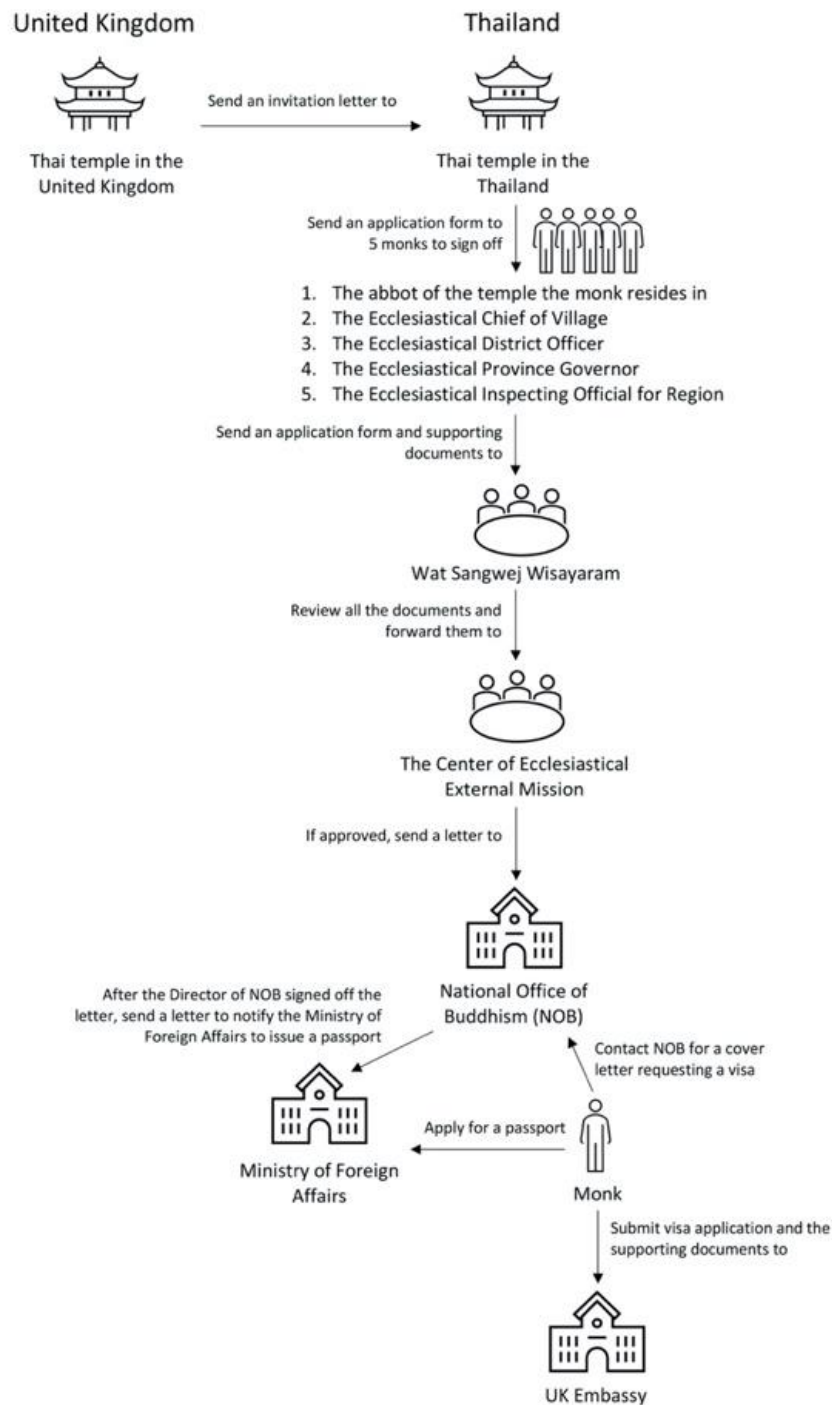 United Kingdom
Thailand
Send an invitation letter to
Thai temple in the
United Kingdom
Thai temple in the
Thailand
Send an application form to
5 monks to sign off
1. The abbot of the temple the monk resides in
2. The Ecclesiastical Chief of Village
3. The Ecclesiastical District Officer
4. The Ecclesiastical Province Governor
5. The Ecclesiastical Inspecting Official for Region
Send an application form and supporting
documents to
Wat Sangwej Wisayaram
Review all the documents and
forward them to
The Center of Ecclesiastical
External Mission
If approved, send a letter to
National Office of
Buddhism (NOB)
After the Director of NOB signed off the
letter, send a letter to notify the Ministry of
Foreign Affairs to issue a passport
Contact NOB for a cover
letter requesting a visa
Apply for a passport
Ministry of Foreign
Affairs
Monk
Submit visa application and the
supporting documents to
UK Embassy